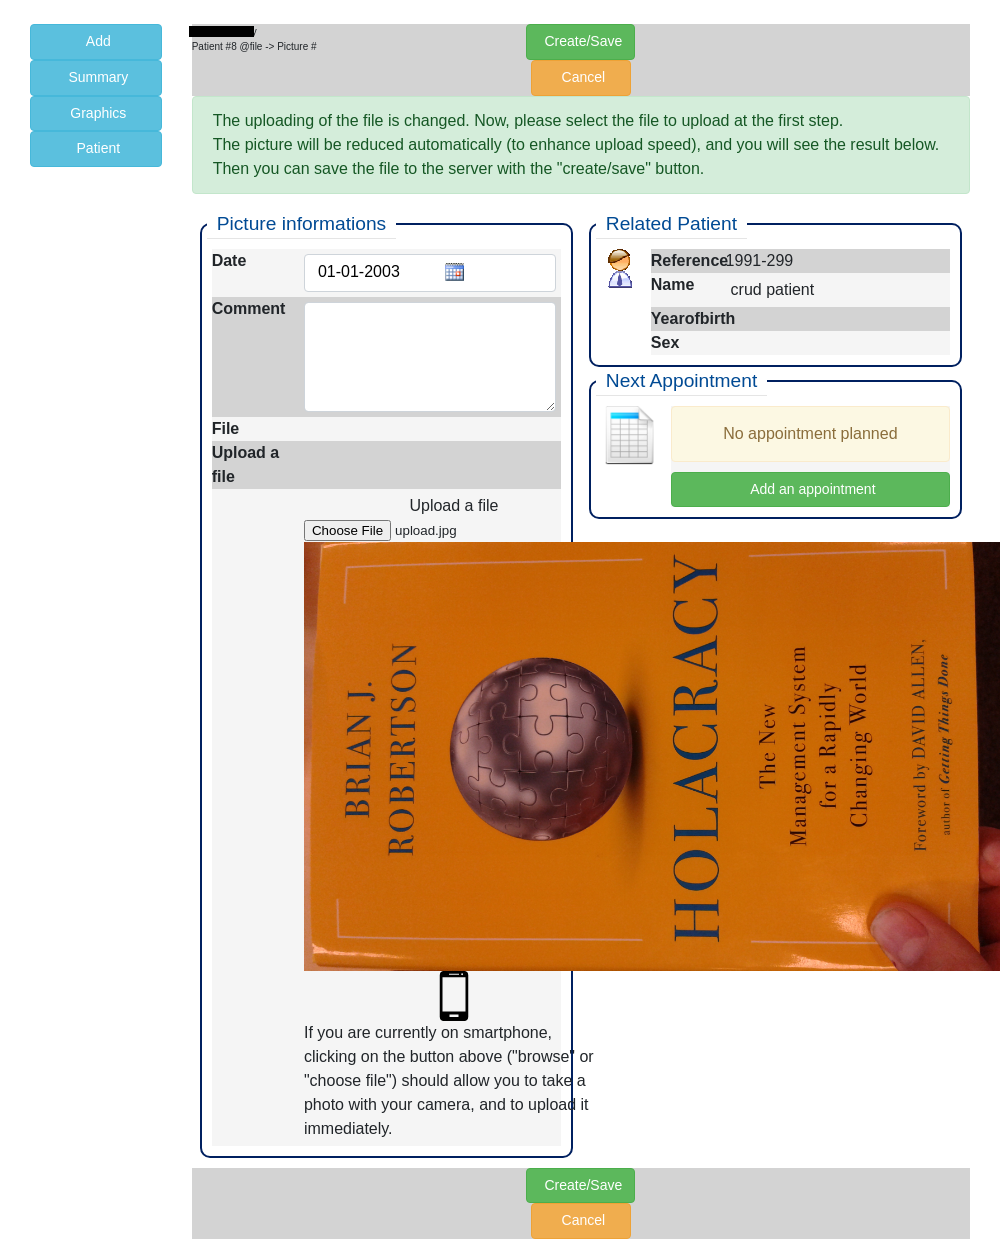 Add
Summary
Graphics
Patient
Patient #8 @file -> Picture #
Create/Save
Cancel
The uploading of the file is changed. Now, please select the file to upload at the first step.
The picture will be reduced automatically (to enhance upload speed), and you will see the result below.
Then you can save the file to the server with the "create/save" button.
Picture informations
Date
01-01-2003
Comment
File
Upload a
file
Upload a file
Choose File upload.jpg
BRIAN J.
ROBERTSON
HOLACRACY
The New
Management System
for a Rapidly
Changing World
Foreword by DAVID ALLEN,
author of Getting Things Done
If you are currently on smartphone,
clicking on the button above ("browse" or
"choose file") should allow you to take a
photo with your camera, and to upload it
immediately.
Related Patient
Reference 1991-299
Name crud patient
Yearofbirth
Sex
Next Appointment
No appointment planned
Add an appointment
Create/Save
Cancel